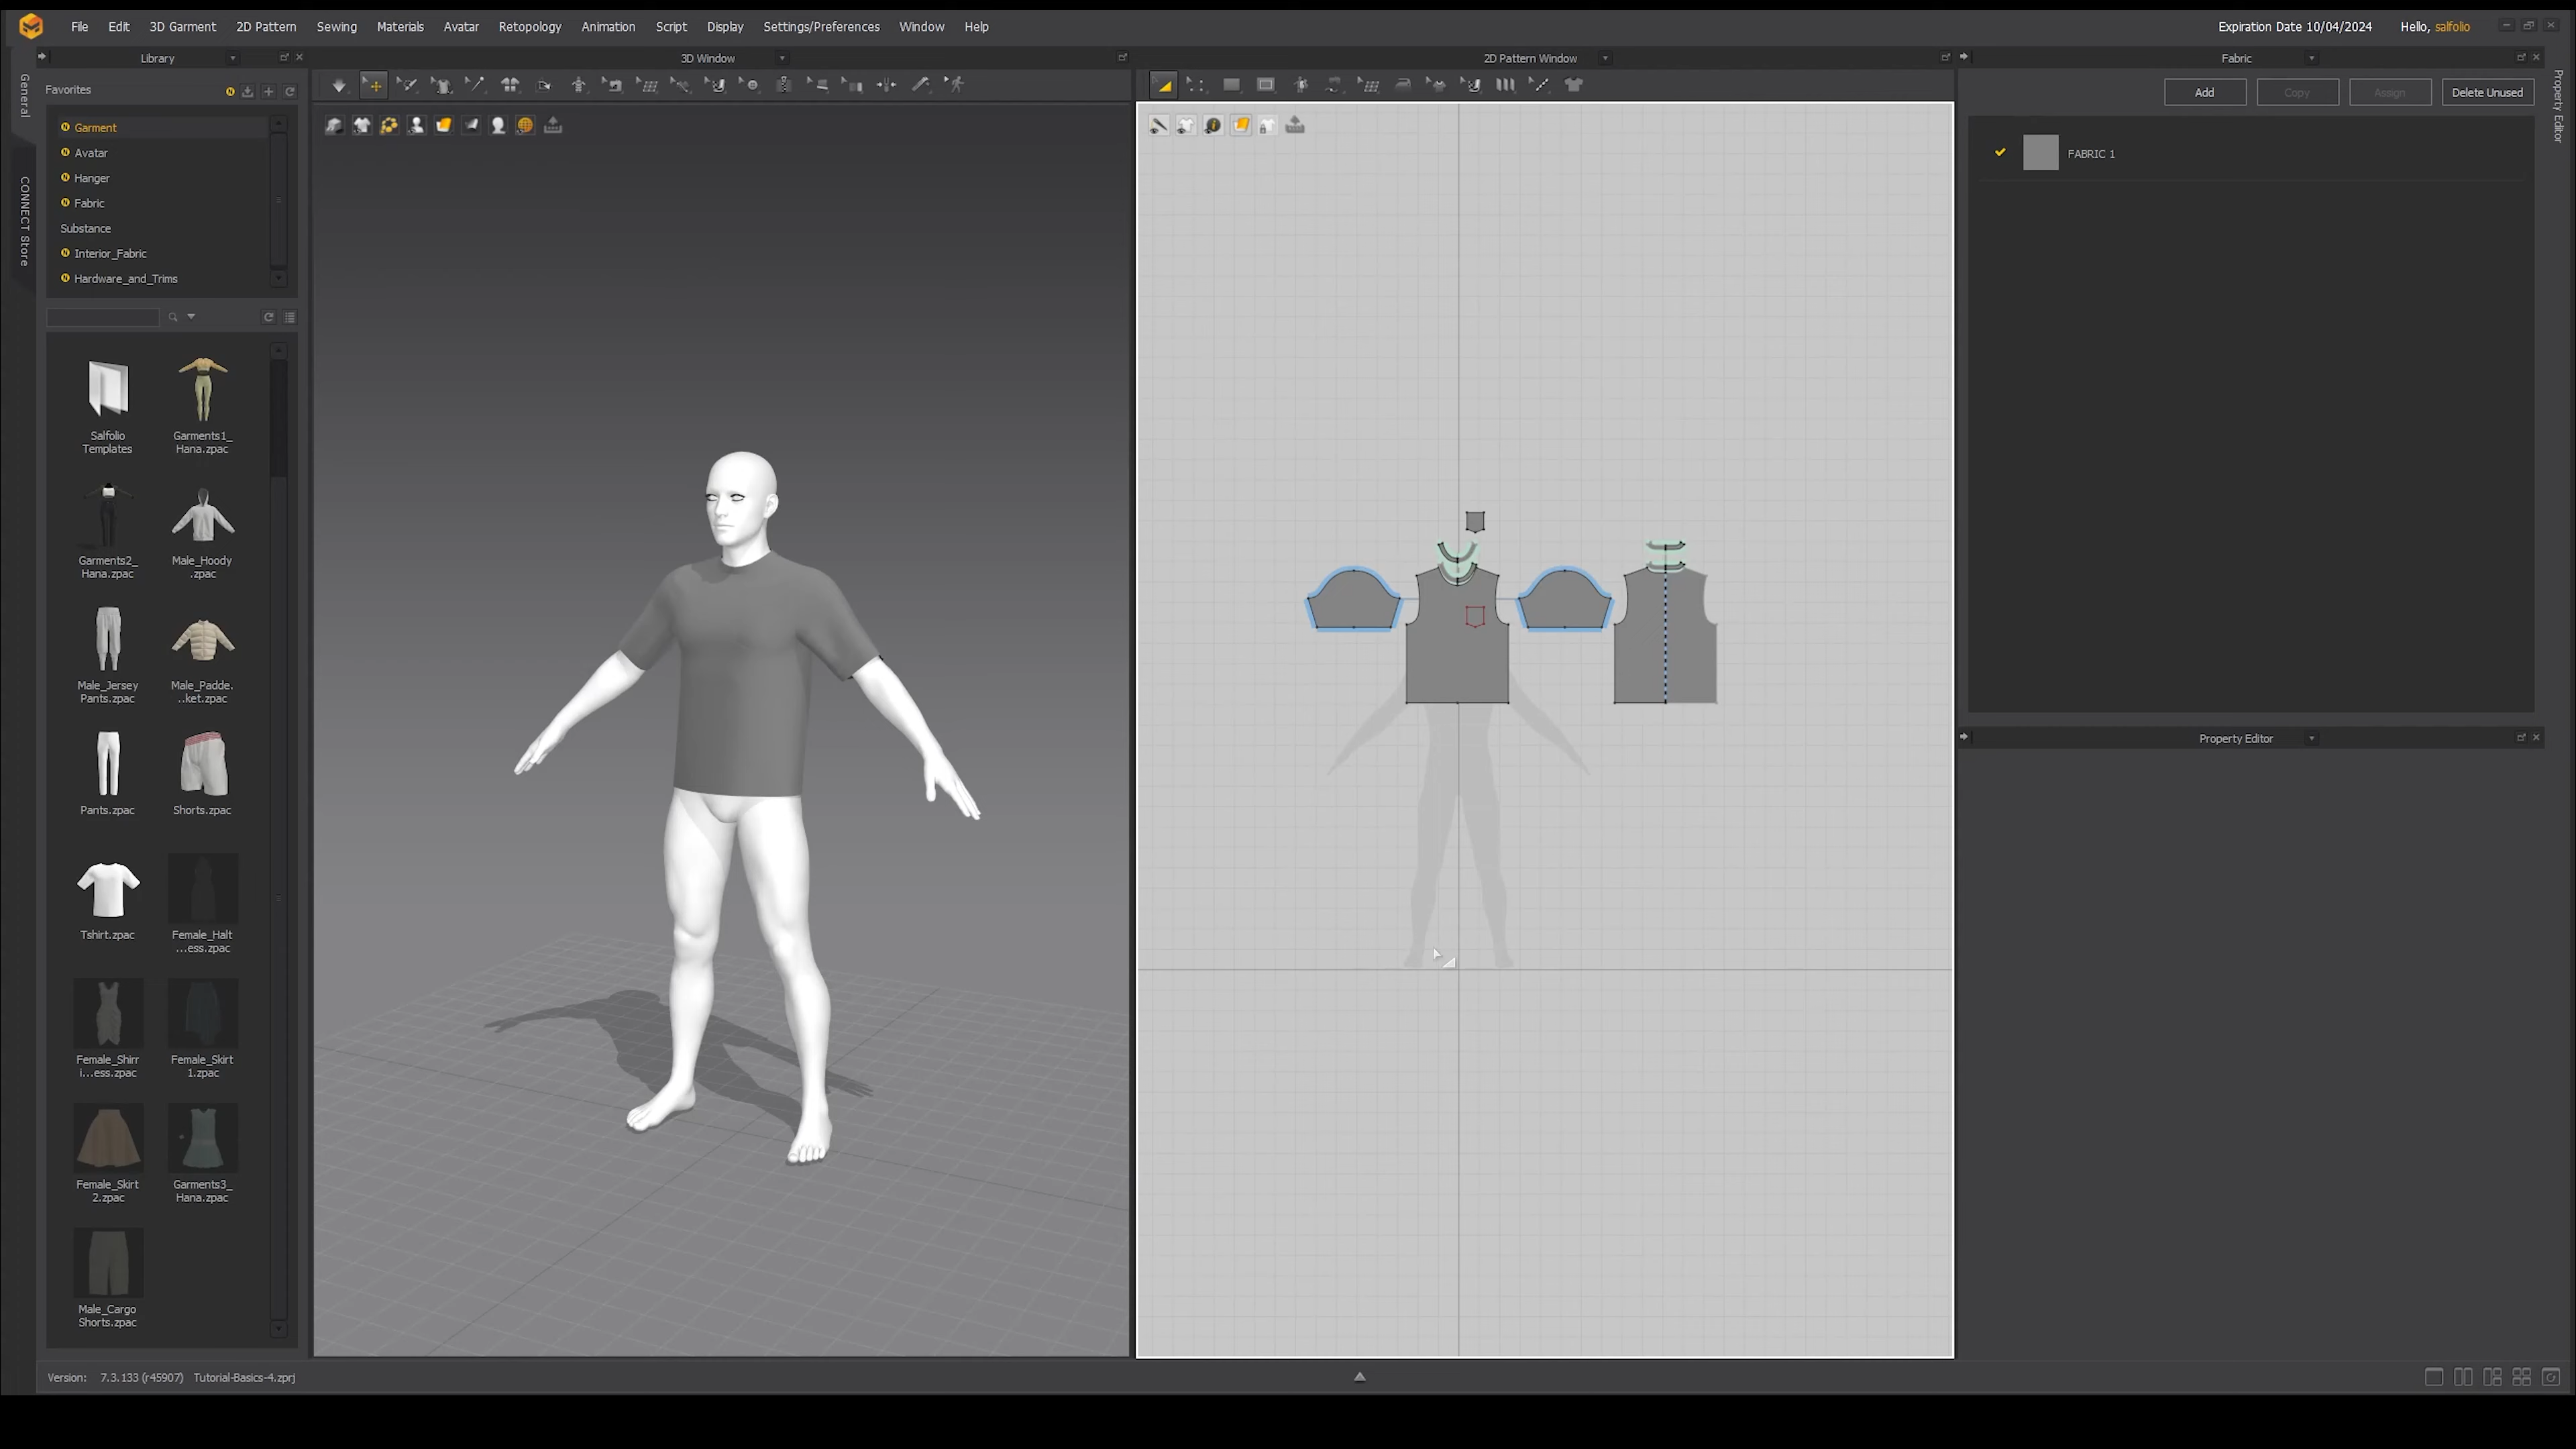 File Edit 3D Garment 2D Pattern Sewing Materials Avatar Retopology Animation Script Display Settings/Preferences Window Help
Expiration Date 10/04/2024 Hello, salfolio
Library
3D Window
2D Pattern Window
Fabric
Property Editor
General
CONNECT Store
Favorites
Garment
Avatar
Hanger
Fabric
Substance
Interior_Fabric
Hardware_and_Trims
Add Copy Assign Delete Unused
FABRIC 1
Salfolio
Templates
Garments1_
Hana.zpac
Garments2_
Hana.zpac
Male_Hoody
.zpac
Male_Jersey
Pants.zpac
Male_Padde.
..ket.zpac
Pants.zpac
Shorts.zpac
Tshirt.zpac
Female_Halt
...ess.zpac
Female_Shirr
i...ess.zpac
Female_Skirt
1.zpac
Female_Skirt
2.zpac
Garments3_
Hana.zpac
Male_Cargo
Shorts.zpac
Property Editor
Version: 7.3.133 (r45907) Tutorial-Basics-4.zprj